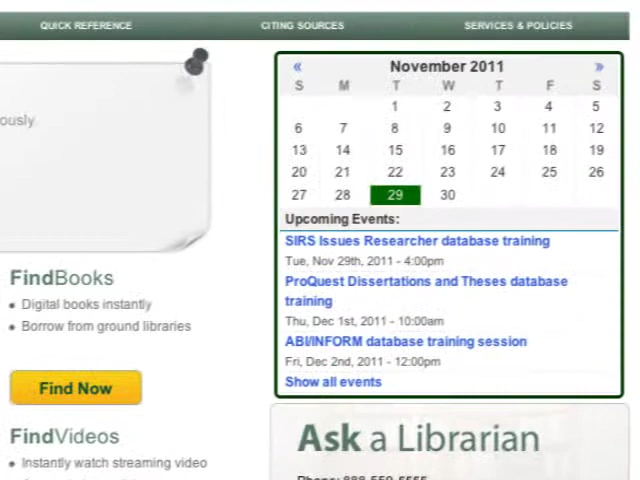 QUICK REFERENCE CITING SOURCES SERVICES & POLICIES
ously.
« November 2011 »
S M T W T F S
1 2 3 4 5
6 7 8 9 10 11 12
13 14 15 16 17 18 19
20 21 22 23 24 25 26
27 28 29 30
Upcoming Events:
SIRS Issues Researcher database training
Tue, Nov 29th, 2011 - 4:00pm
ProQuest Dissertations and Theses database
training
Thu, Dec 1st, 2011 - 10:00am
ABI/INFORM database training session
Fri, Dec 2nd, 2011 - 12:00pm
Show all events
FindBooks
Digital books instantly
Borrow from ground libraries
Find Now
FindVideos
Instantly watch streaming video
Ask a Librarian
Phone: 888-559-6565